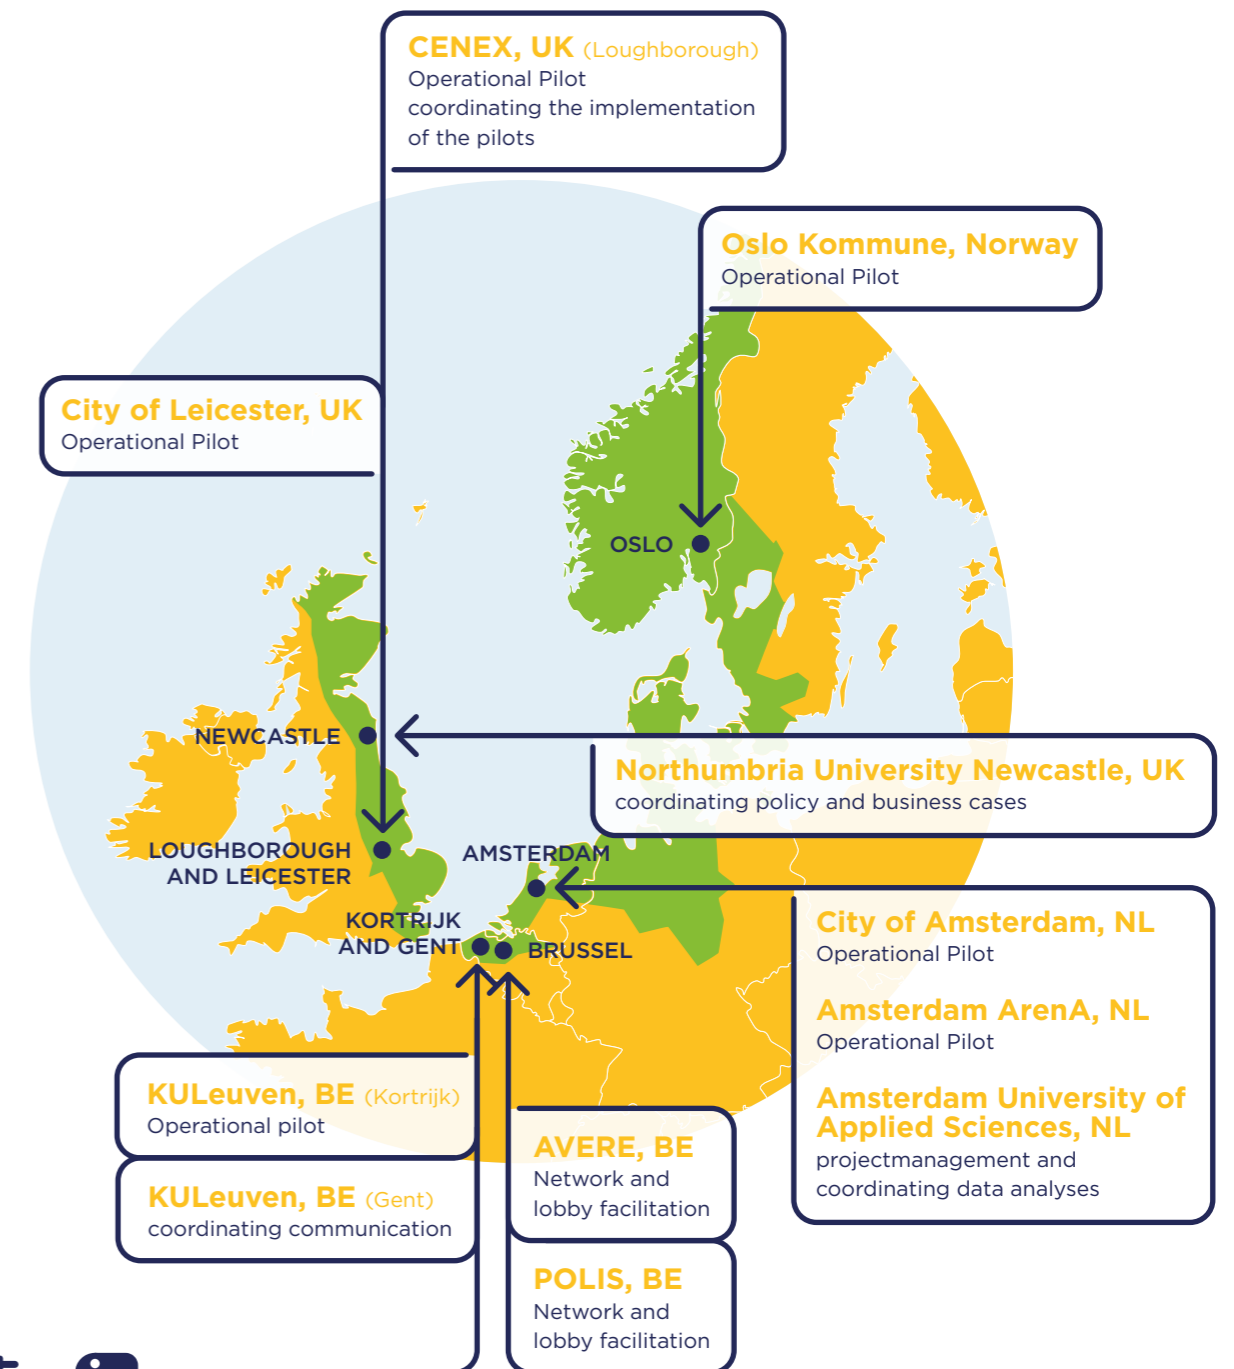 CENEX, UK (Loughborough)
Operational Pilot
coordinating the implementation
of the pilots
Oslo Kommune, Norway
Operational Pilot
City of Leicester, UK
Operational Pilot
OSLO
NEWCASTLE
Northumbria University Newcastle, UK
coordinating policy and business cases
LOUGHBOROUGH
AND LEICESTER
AMSTERDAM
KORTRIJK
AND GENT
BRUSSEL
City of Amsterdam, NL
Operational Pilot
Amsterdam ArenA, NL
Operational Pilot
Amsterdam University of
Applied Sciences, NL
projectmanagement and
coordinating data analyses
KULeuven, BE (Kortrijk)
Operational pilot
KULeuven, BE (Gent)
coordinating communication
AVERE, BE
Network and
lobby facilitation
POLIS, BE
Network and
lobby facilitation